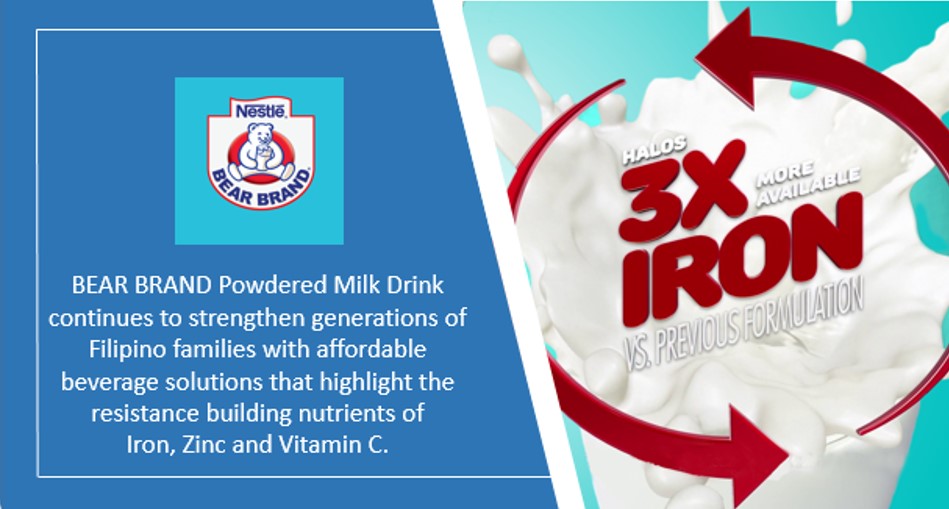 Nestlé
BEAR BRAND
BEAR BRAND Powdered Milk Drink
continues to strengthen generations of
Filipino families with affordable
beverage solutions that highlight the
resistance building nutrients of
Iron, Zinc and Vitamin C.
HALOS
3X
MORE
AVAILABLE
IRON
VS. PREVIOUS FORMULATION